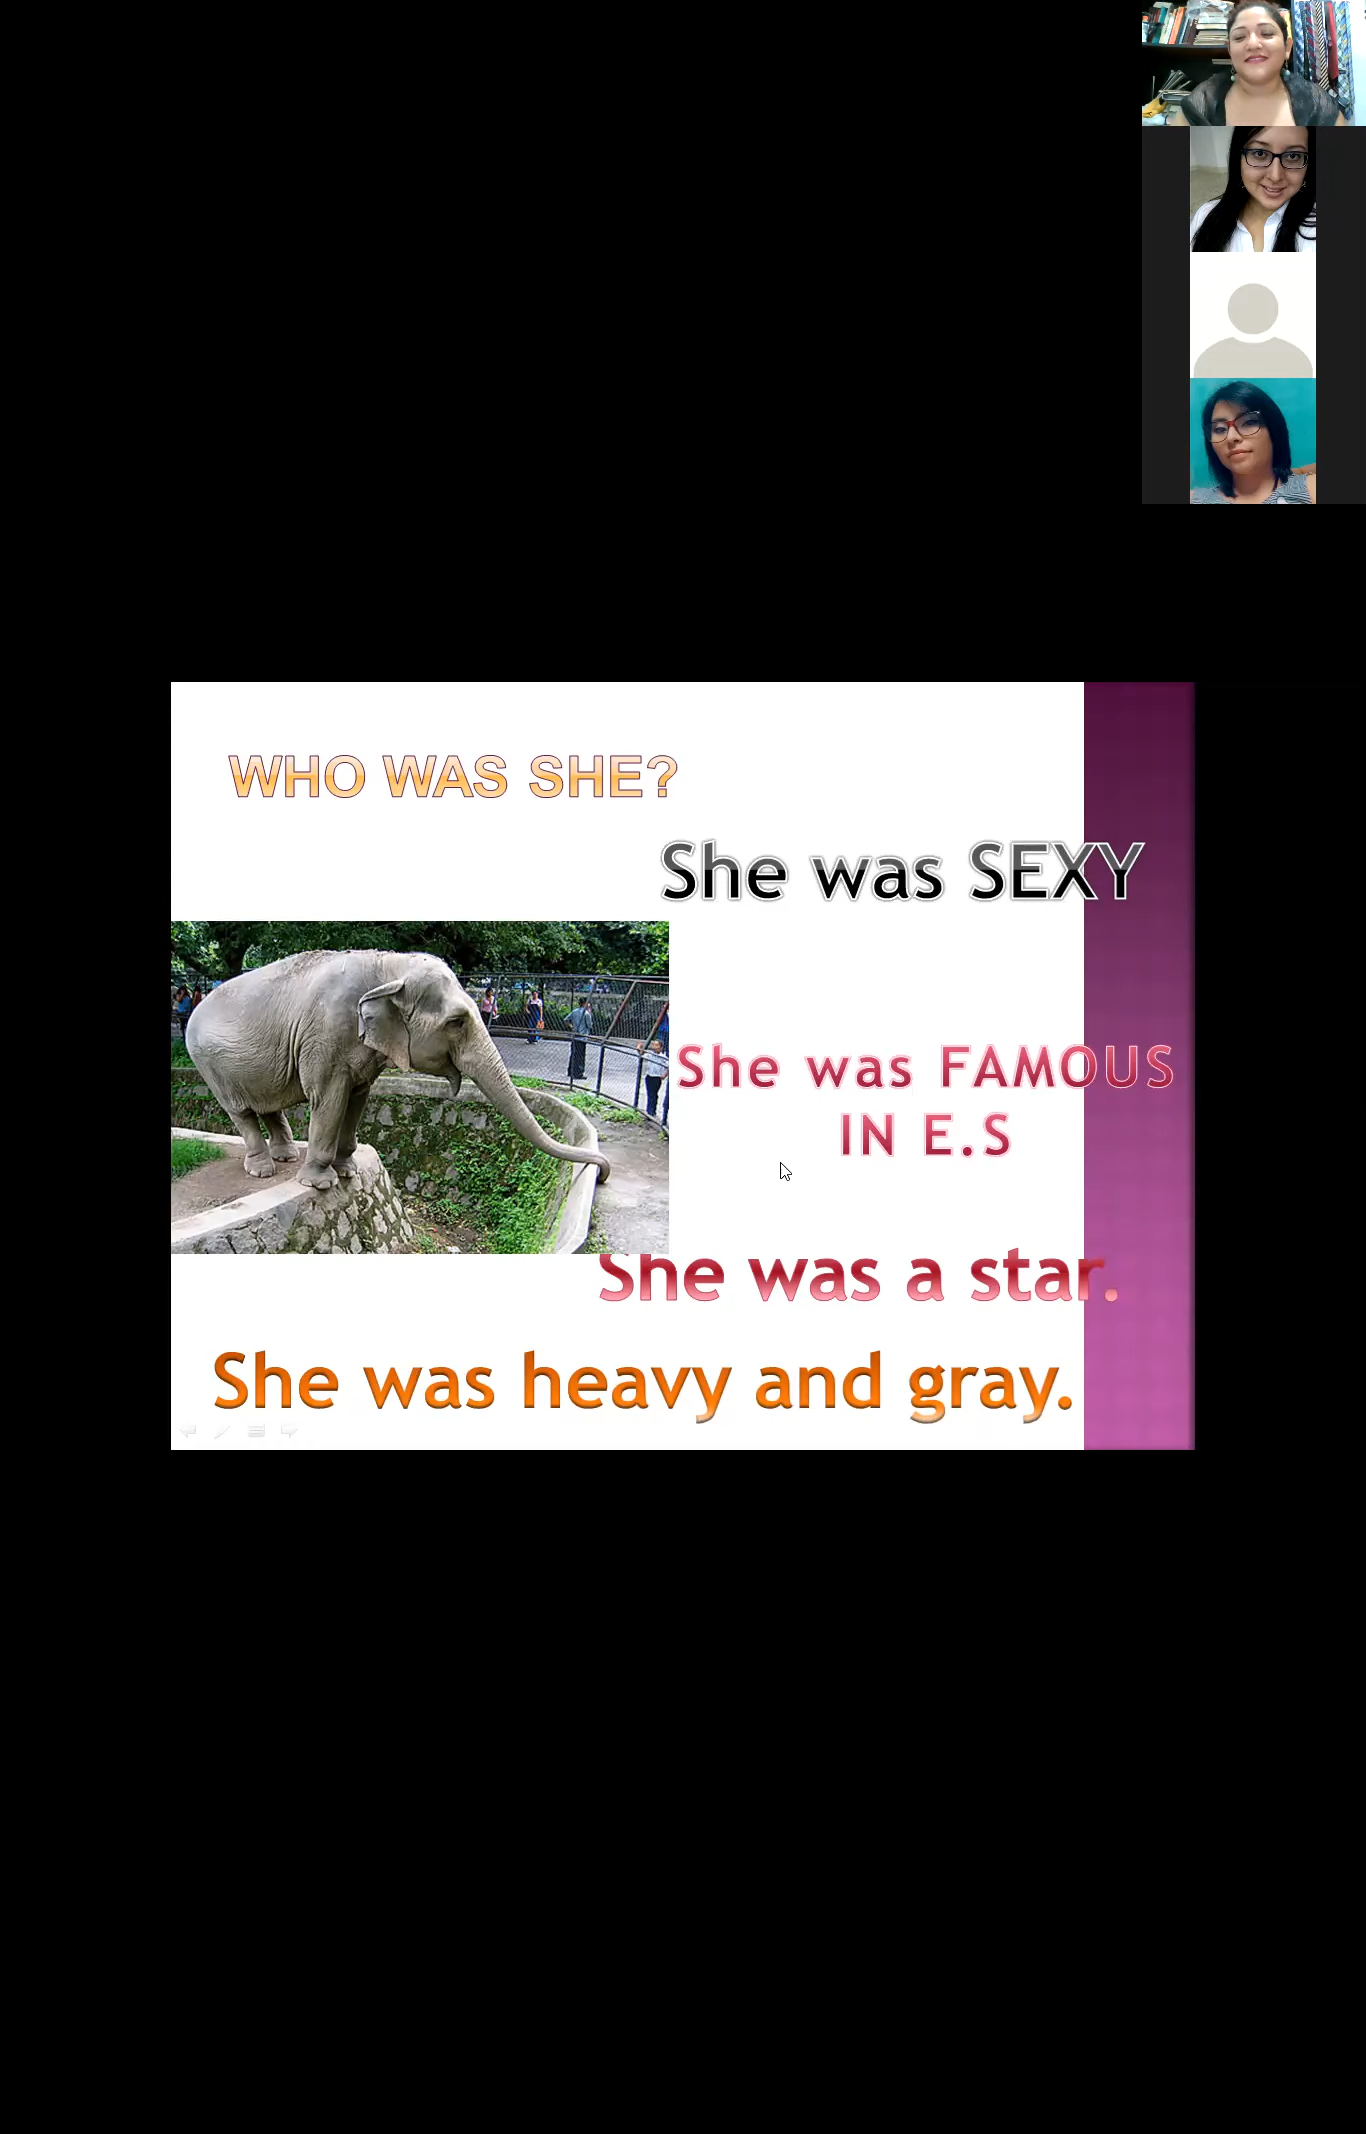 WHO WAS SHE?
She was SEXY
She was FAMOUS
IN E.S
She was a star.
She was heavy and gray.